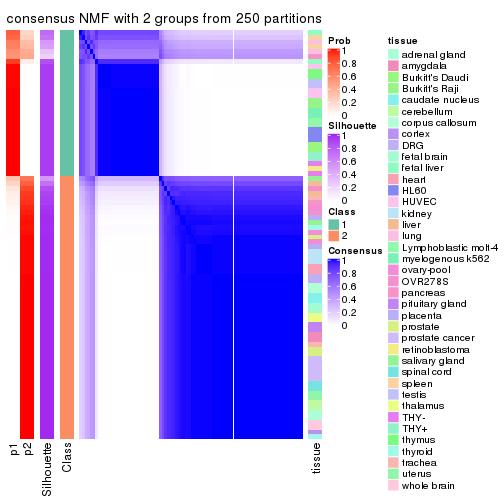 consensus NMF with 2 groups from 250 partitions
Prob
1
0.8
0.6
0.4
0.2
0
Silhouette
1
0.8
0.6
0.4
0.2
0
Class
1
2
Consensus
1
0.8
0.6
0.4
0.2
0
tissue
adrenal gland
amygdala
Burkitt's Daudi
Burkitt's Raji
caudate nucleus
cerebellum
corpus callosum
cortex
DRG
fetal brain
fetal liver
heart
HL60
HUVEC
kidney
liver
lung
Lymphoblastic molt-4
myelogenous k562
ovary-pool
OVR278S
pancreas
pituitary gland
placenta
prostate
prostate cancer
retinoblastoma
salivary gland
spinal cord
spleen
testis
thalamus
THY-
THY+
thymus
thyroid
trachea
uterus
whole brain
p1
p2
Silhouette
Class
tissue